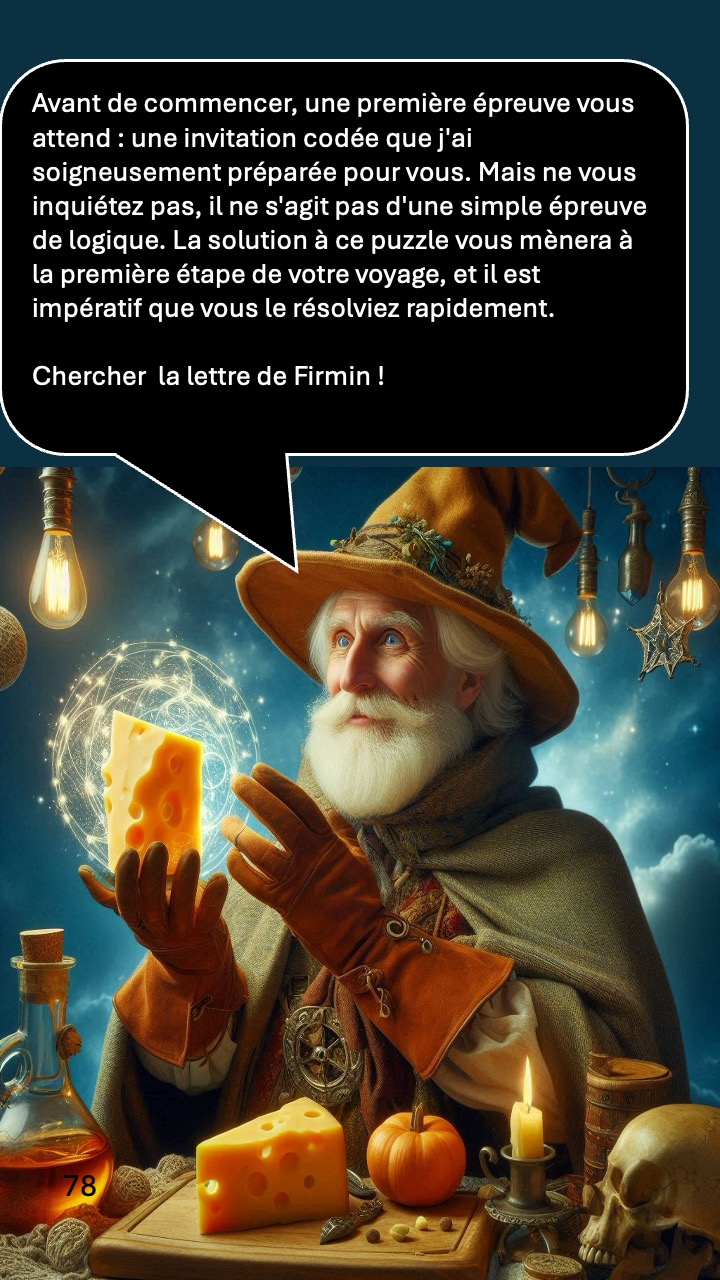 Avant de commencer, une première épreuve vous
attend : une invitation codée que j'ai
soigneusement préparée pour vous. Mais ne vous
inquiétez pas, il ne s'agit pas d'une simple épreuve
de logique. La solution à ce puzzle vous mènera à
la première étape de votre voyage, et il est
impératif que vous le résolviez rapidement.
Chercher  la lettre de Firmin !
78